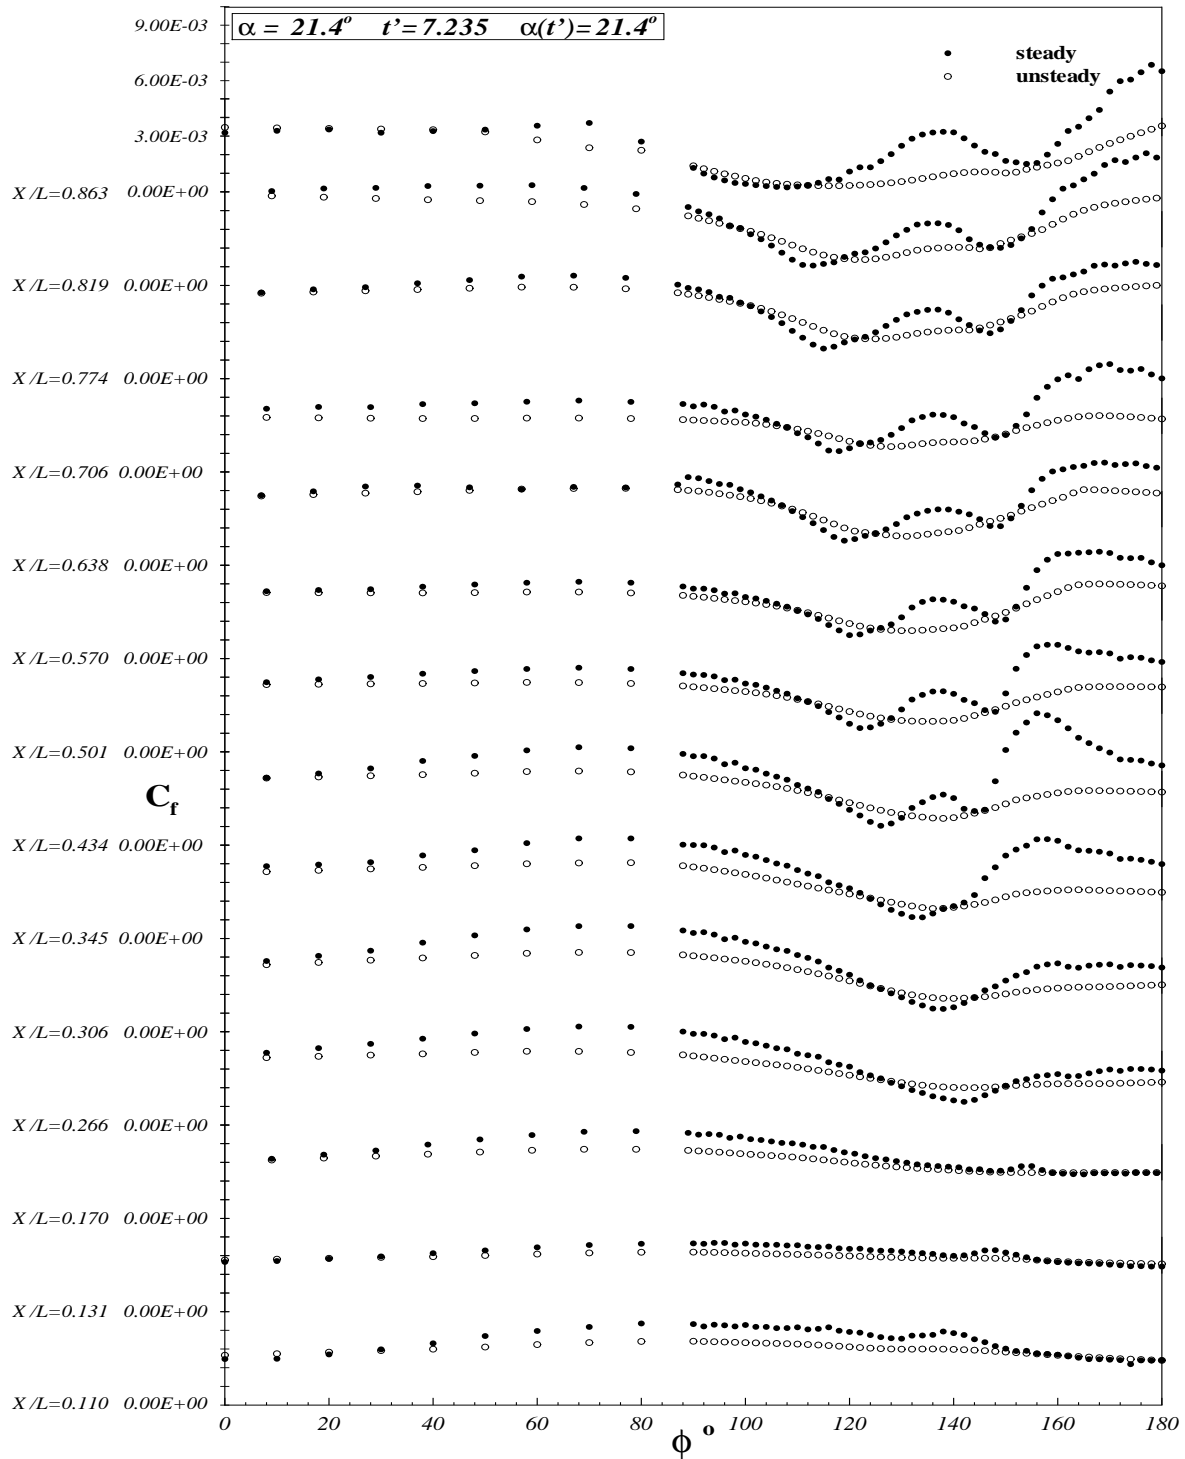 9.00E-03
α = 21.4° t'=7.235 α(t')=21.4°
steady
6.00E-03
unsteady
3.00E-03
X/L=0.863 0.00E+00
X/L=0.819 0.00E+00
X/L=0.774 0.00E+00
X/L=0.706 0.00E+00
X/L=0.638 0.00E+00
X/L=0.570 0.00E+00
X/L=0.501 0.00E+00
Cf
X/L=0.434 0.00E+00
X/L=0.345 0.00E+00
X/L=0.306 0.00E+00
X/L=0.266 0.00E+00
X/L=0.170 0.00E+00
X/L=0.131 0.00E+00
X/L=0.110 0.00E+00
0 20 40 60 80 100 120 140 160 180
ϕ °